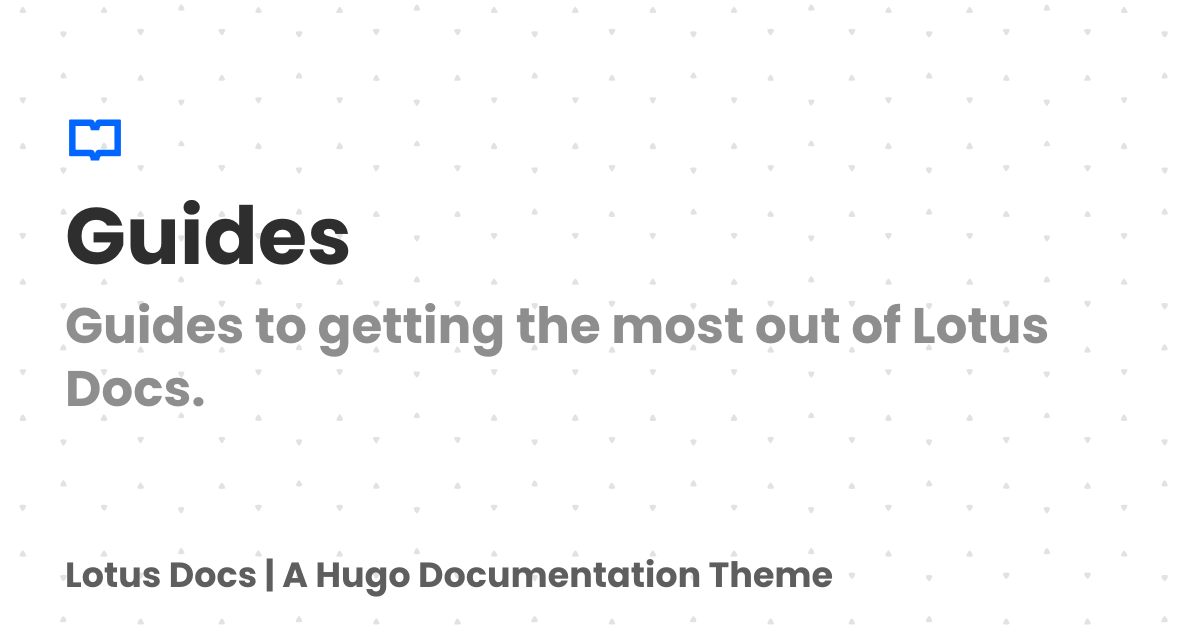 Guides
Guides to getting the most out of Lotus
Docs.
Lotus Docs | A Hugo Documentation Theme